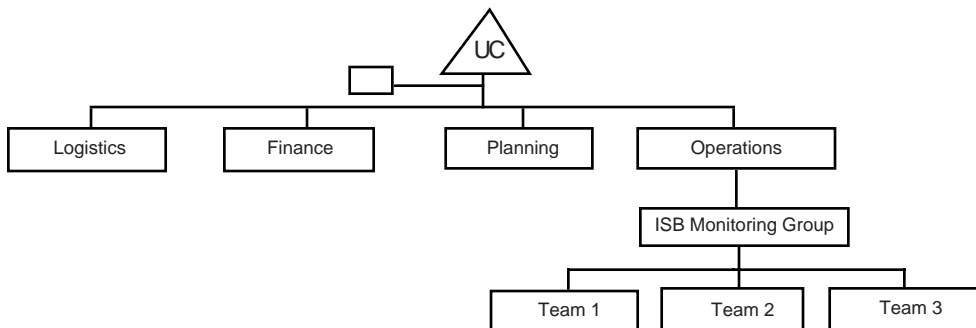 UC
Logistics
Finance
Planning
Operations
ISB Monitoring Group
Team 1
Team 2
Team 3